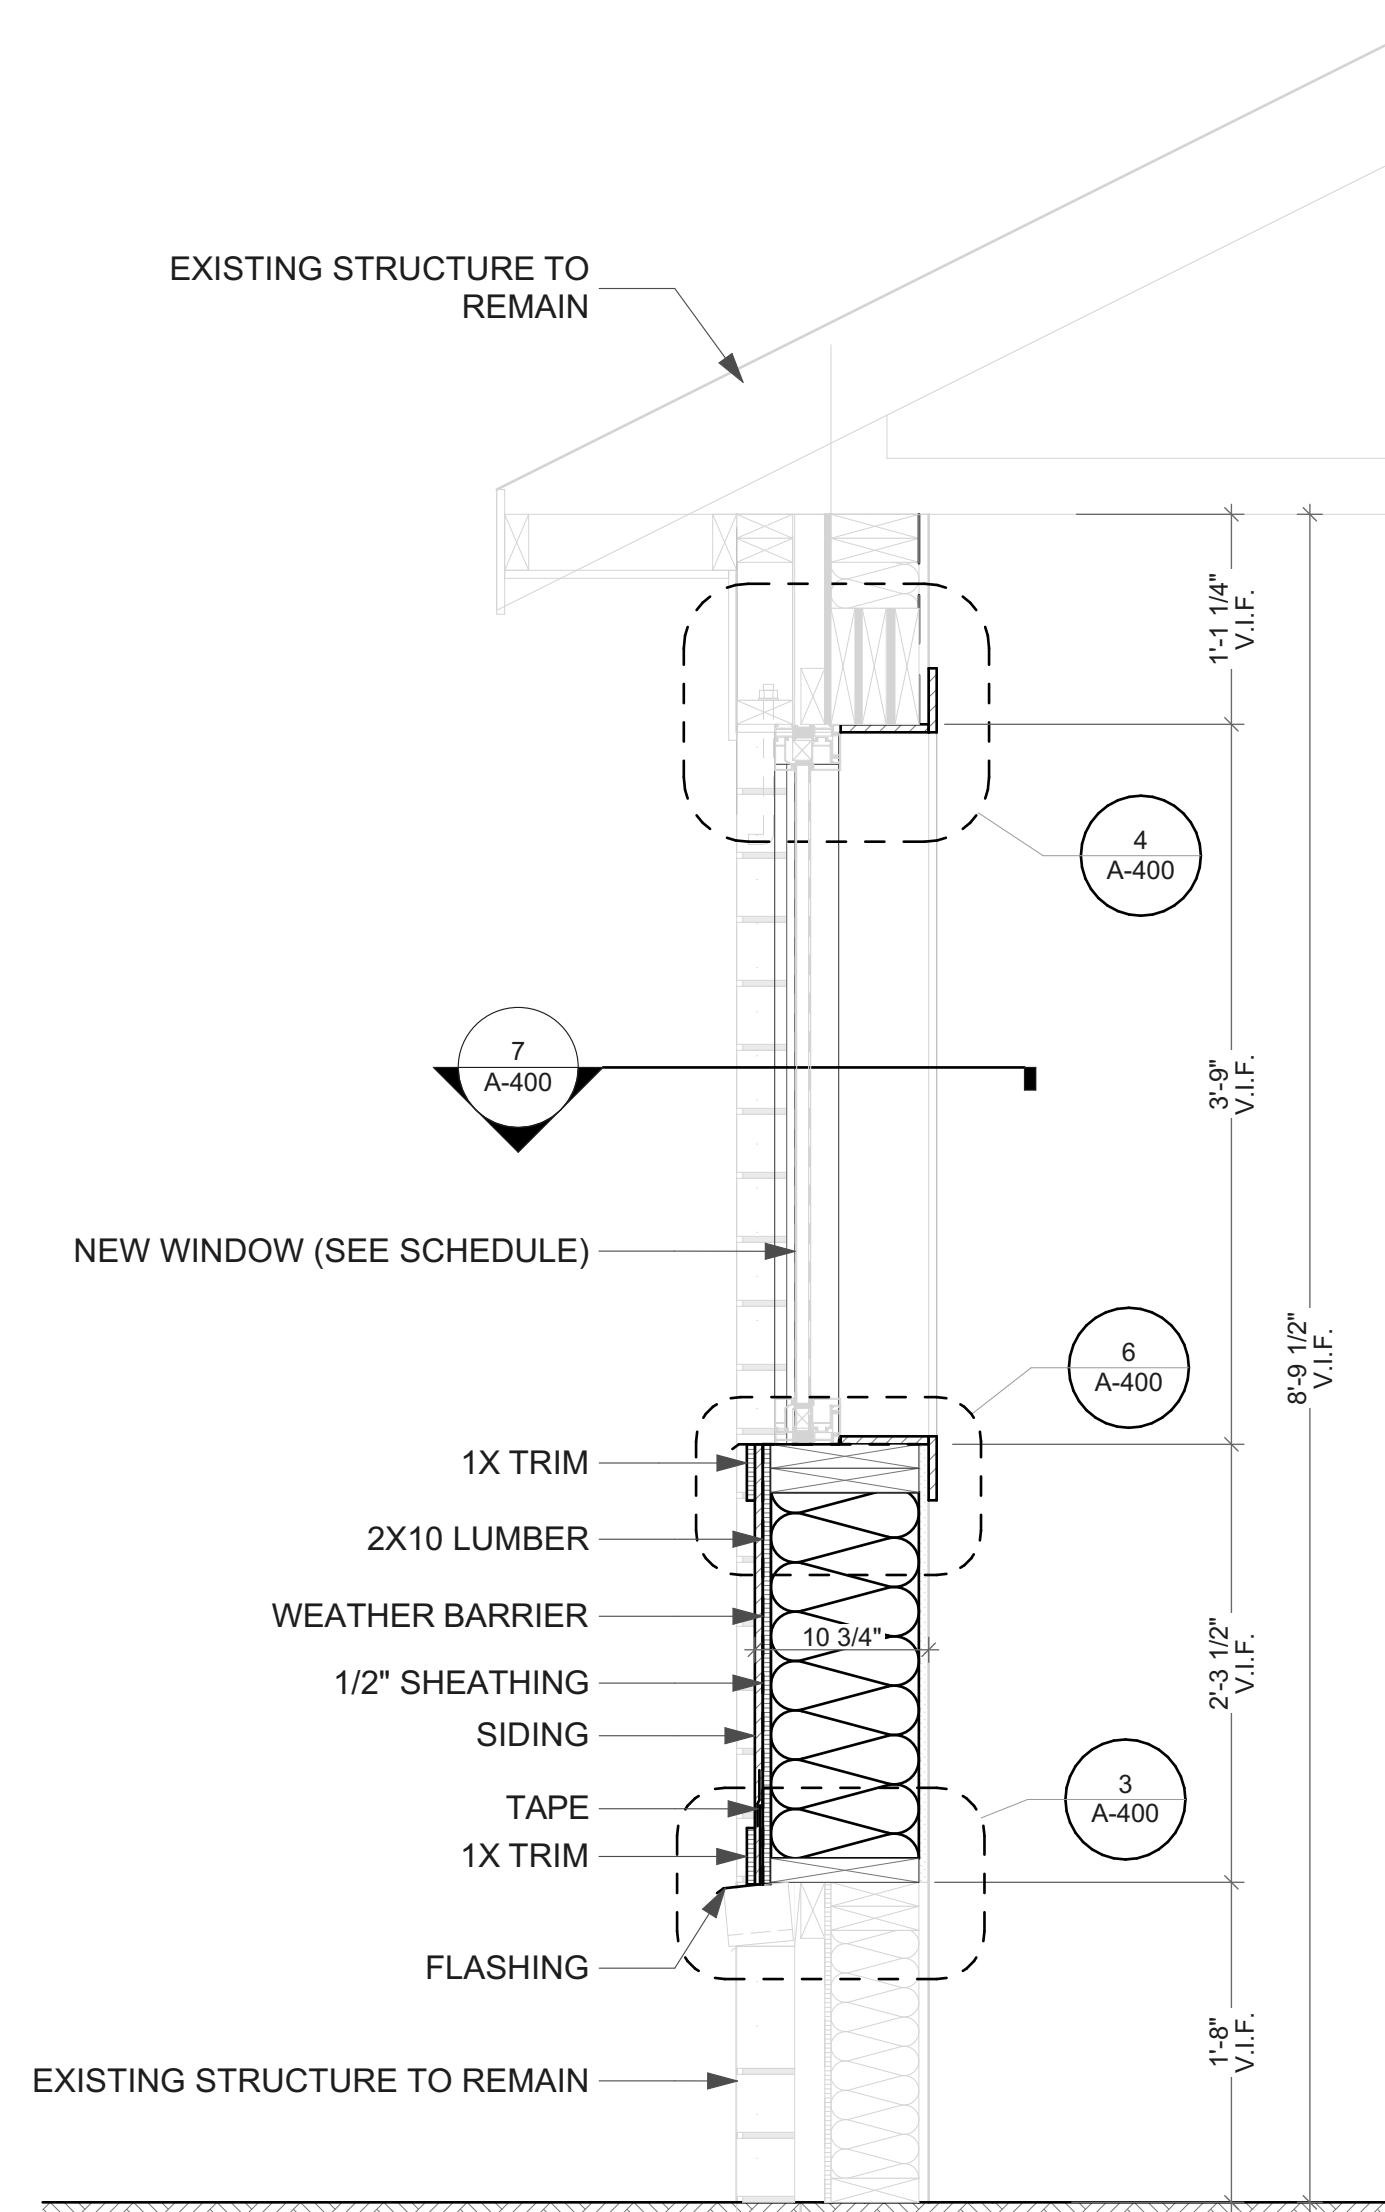 EXISTING STRUCTURE TO
REMAIN
1'-1 1/4"
V.I.F.
4
A-400
7
A-400
3'-9"
V.I.F.
NEW WINDOW (SEE SCHEDULE)
6
A-400
8'-9 1/2"
V.I.F.
1X TRIM
2X10 LUMBER
WEATHER BARRIER
10 3/4"
2'-3 1/2"
V.I.F.
1/2" SHEATHING
SIDING
3
A-400
TAPE
1X TRIM
FLASHING
1'-8"
V.I.F.
EXISTING STRUCTURE TO REMAIN